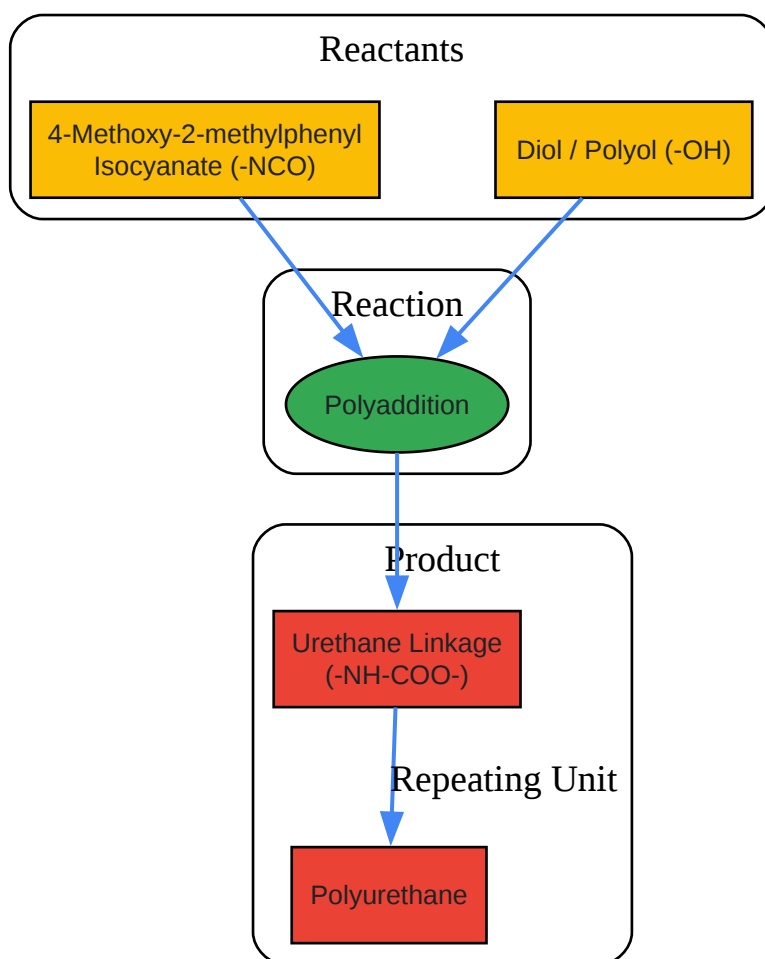 Reactants
4-Methoxy-2-methylphenyl
Isocyanate (-NCO)
Diol / Polyol (-OH)
Reaction
Polyaddition
Product
Urethane Linkage
(-NH-COO-)
Repeating Unit
Polyurethane